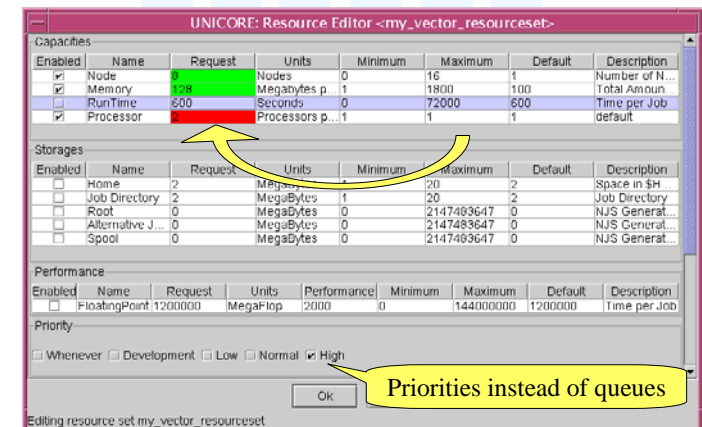 UNICORE: Resource Editor <my_vector_resourceset>
Capacities
Enabled Name Request Units Minimum Maximum Default Description
Node 8 Nodes 0 16 1 Number of N...
Memory 128 Megabytes p... 1 1800 100 Total Amoun...
RunTime 600 Seconds 0 72000 600 Time per Job
Processor 2 Processors p... 1 1 1 default
Storages
Enabled Name Request Units Minimum Maximum Default Description
Home 2 MegaBytes 1 20 2 Space in $H...
Job Directory 2 MegaBytes 1 20 2 Job Directory
Root 0 MegaBytes 0 2147483647 0 NJS Generat...
Alternative J... 0 MegaBytes 0 2147483647 0 NJS Generat...
Spool 0 MegaBytes 0 2147483647 0 NJS Generat...
Performance
Enabled Name Request Units Performance Minimum Maximum Default Description
FloatingPoint 1200000 MegaFlop 2000 0 144000000 1200000 Time per Job
Priority
Whenever Development Low Normal High
Ok
Priorities instead of queues
Editing resource set my_vector_resourceset